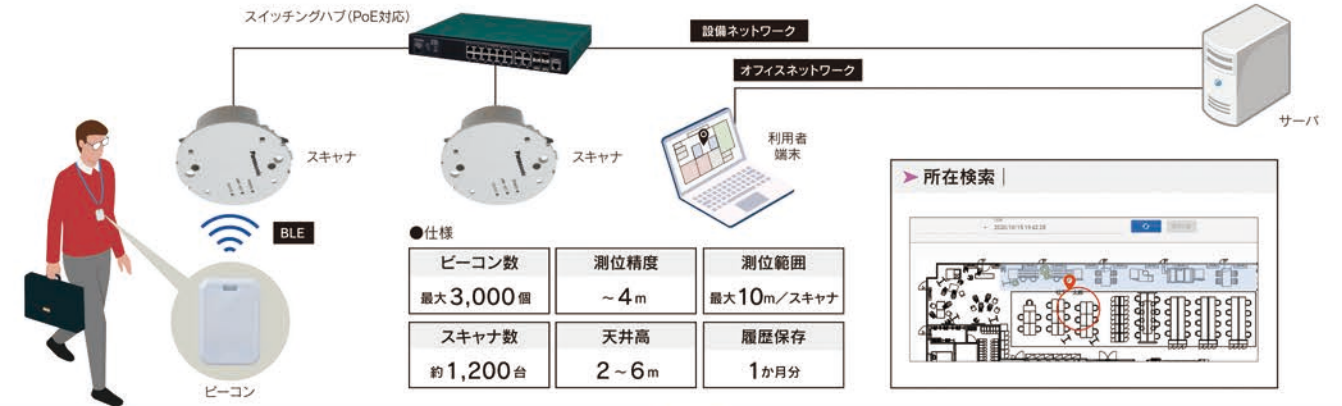 スイッチングハブ(PoE対応)
設備ネットワーク
オフィスネットワーク
サーバ
スキャナ
Panasonic
スキャナ
Panasonic
利用者
端末
BLE
ビーコン
●仕様
ビーコン数
最大3,000個
測位精度
~4m
測位範囲
最大10m/スキャナ
スキャナ数
約1,200台
天井高
2~6m
履歴保存
1か月分
➤ 所在検索